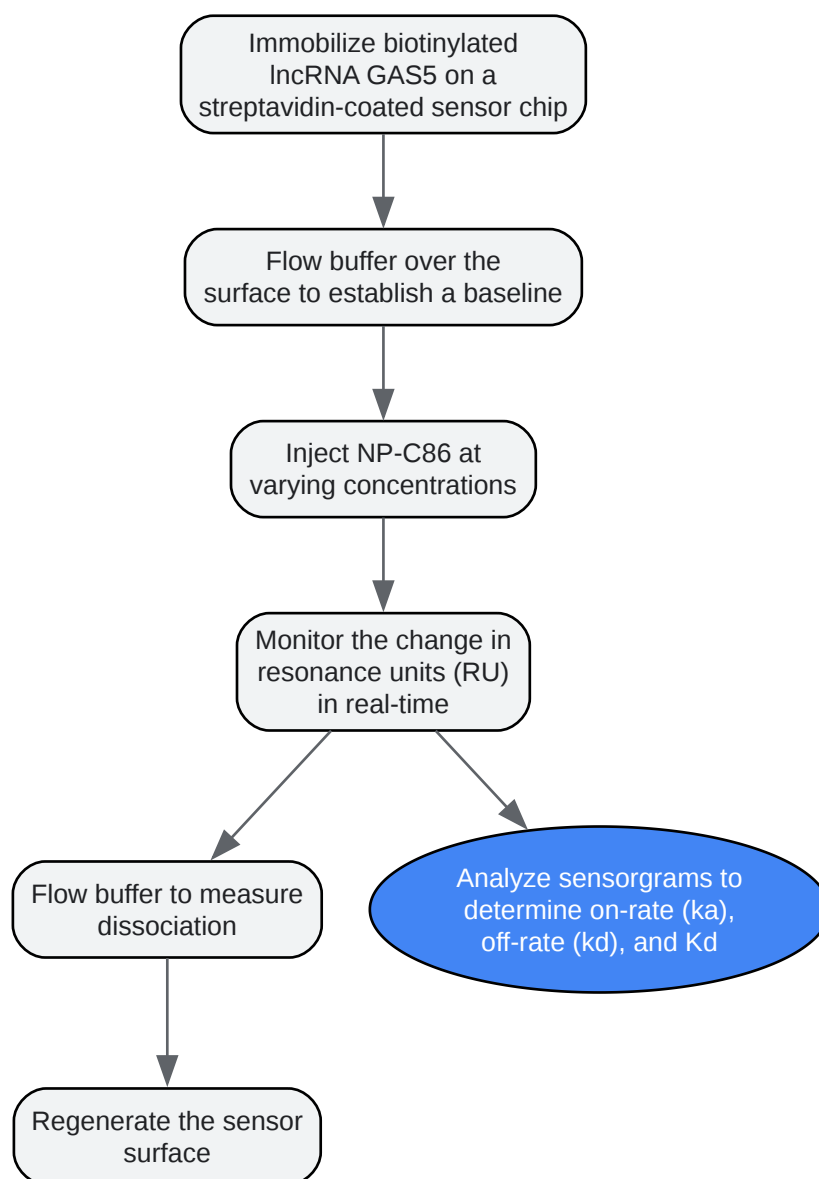 Immobilize biotinylated
lncRNA GAS5 on a
streptavidin-coated sensor chip
Flow buffer over the
surface to establish a baseline
Inject NP-C86 at
varying concentrations
Monitor the change in
resonance units (RU)
in real-time
Flow buffer to measure
dissociation
Analyze sensorgrams to
determine on-rate (ka),
off-rate (kd), and Kd
Regenerate the sensor
surface